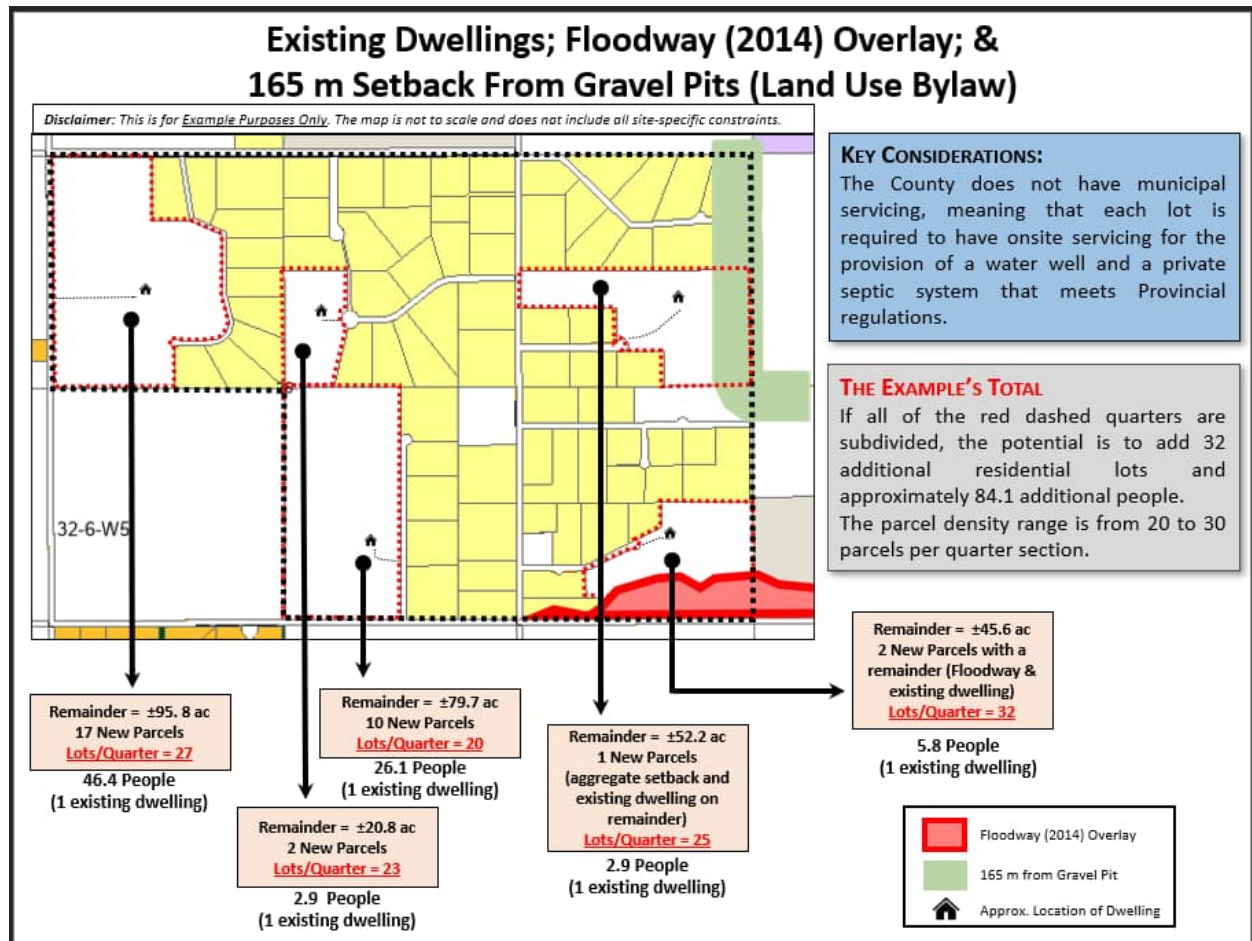 Existing Dwellings; Floodway (2014) Overlay; &
165 m Setback From Gravel Pits (Land Use Bylaw)
Disclaimer: This is for Example Purposes Only. The map is not to scale and does not include all site-specific constraints.
KEY CONSIDERATIONS:
The County does not have municipal
servicing, meaning that each lot is
required to have onsite servicing for the
provision of a water well and a private
septic system that meets Provincial
regulations.
THE EXAMPLE'S TOTAL
If all of the red dashed quarters are
subdivided, the potential is to add 32
additional residential lots and
approximately 84.1 additional people.
The parcel density range is from 20 to 30
parcels per quarter section.
32-6-W5
Remainder = ±95. 8 ac
17 New Parcels
Lots/Quarter = 27
46.4 People
(1 existing dwelling)
Remainder = ±20.8 ac
2 New Parcels
Lots/Quarter = 23
2.9 People
(1 existing dwelling)
Remainder = ±79.7 ac
10 New Parcels
Lots/Quarter = 20
26.1 People
(1 existing dwelling)
Remainder = ±52.2 ac
1 New Parcels
(aggregate setback and
existing dwelling on
remainder)
Lots/Quarter = 25
2.9 People
(1 existing dwelling)
Remainder = ±45.6 ac
2 New Parcels with a
remainder (Floodway &
existing dwelling)
Lots/Quarter = 32
5.8 People
(1 existing dwelling)
Floodway (2014) Overlay
165 m from Gravel Pit
Approx. Location of Dwelling